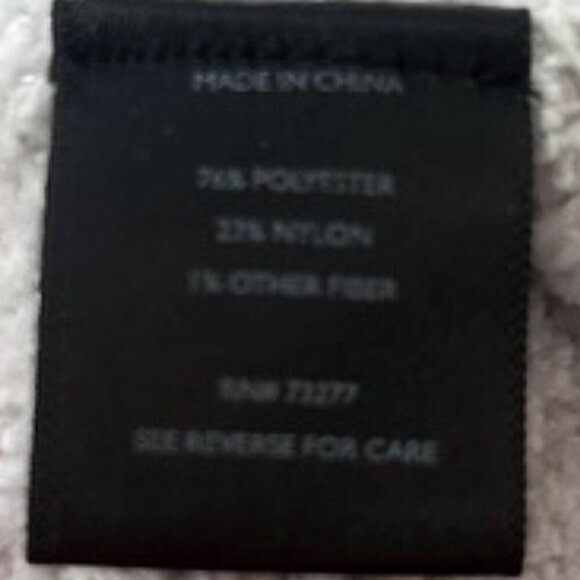 MADE IN CHINA
76% POLYESTER
23% NYLON
1% OTHER FIBER
RN# 73277
SEE REVERSE FOR CARE